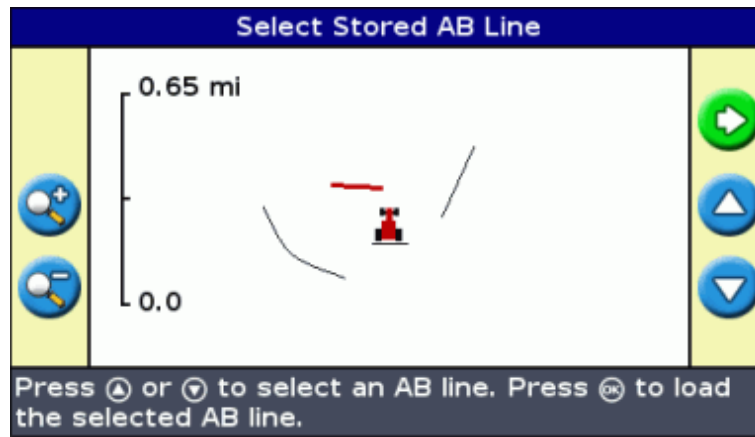 Select Stored AB Line
0.65 mi
0.0
Press or to select an AB line. Press OK to load
the selected AB line.